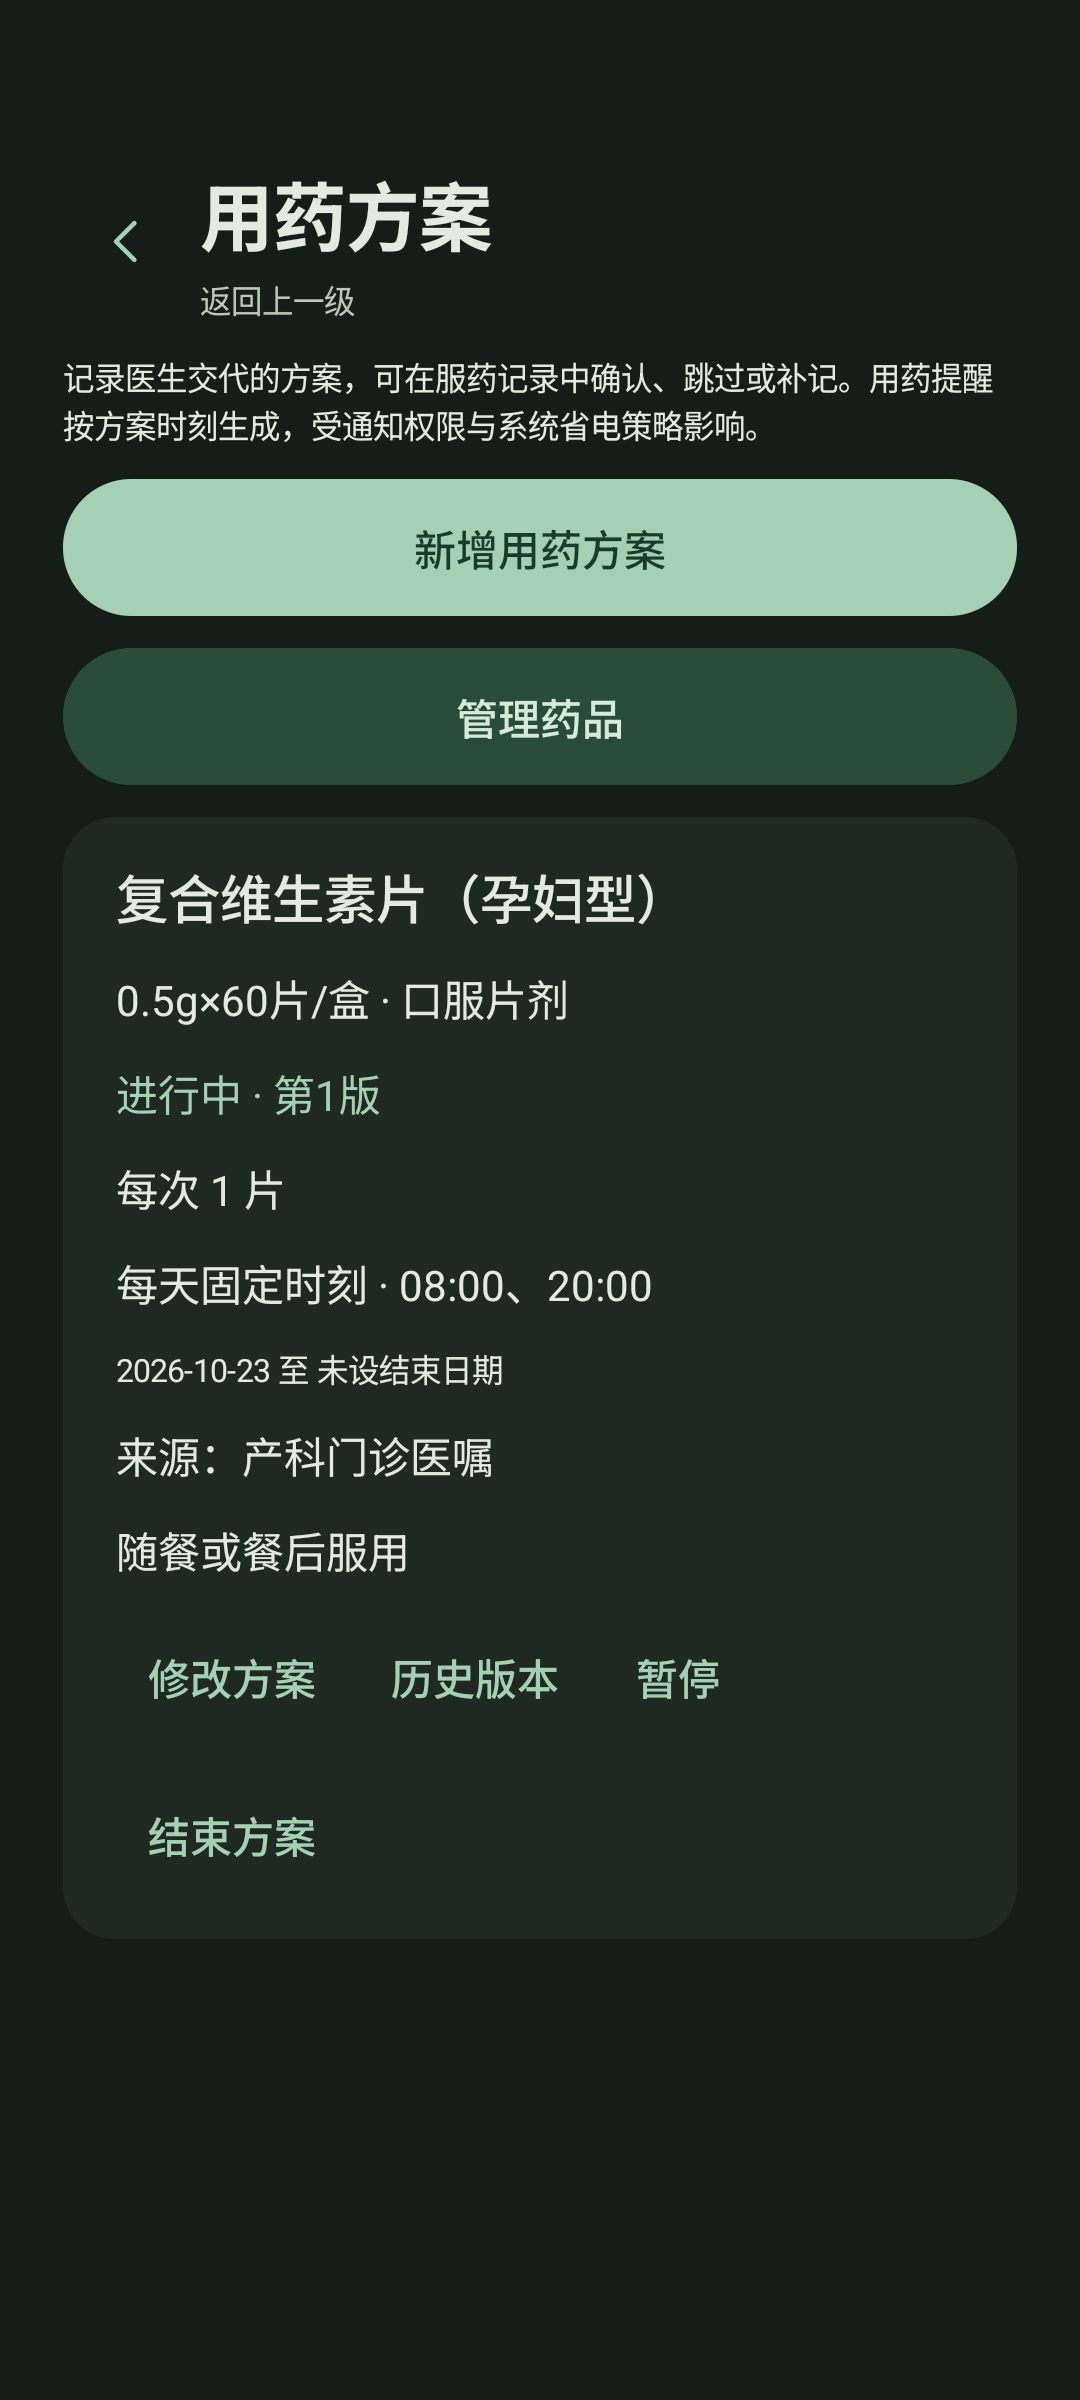 用药方案
返回上一级
记录医生交代的方案，可在服药记录中确认、跳过或补记。用药提醒
按方案时刻生成，受通知权限与系统省电策略影响。
新增用药方案
管理药品
复合维生素片（孕妇型）
0.5g×60片/盒 · 口服片剂
进行中 · 第1版
每次 1 片
每天固定时刻 · 08:00、20:00
2026-10-23 至 未设结束日期
来源：产科门诊医嘱
随餐或餐后服用
修改方案 历史版本 暂停
结束方案